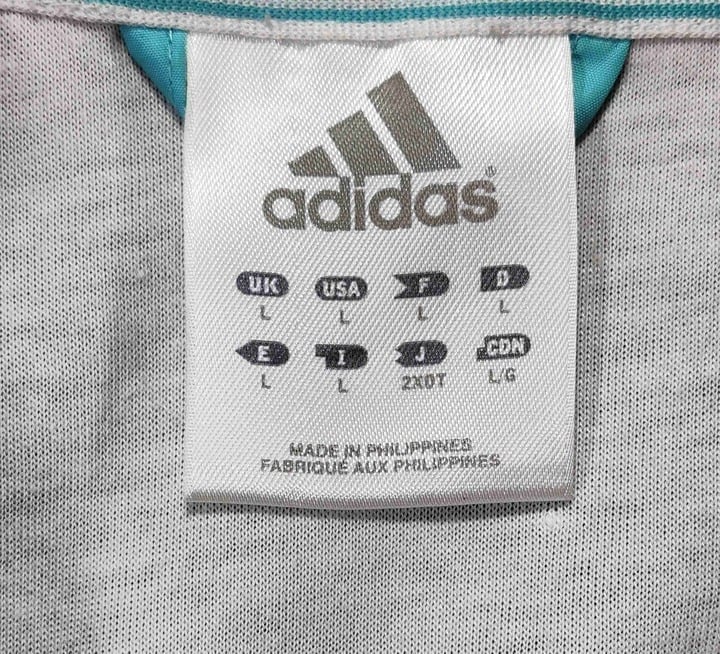 adidas®
UK USA F D
L L L L
E I J CDN
L L 2XOT L/G
MADE IN PHILIPPINES
FABRIQUÉ AUX PHILIPPINES